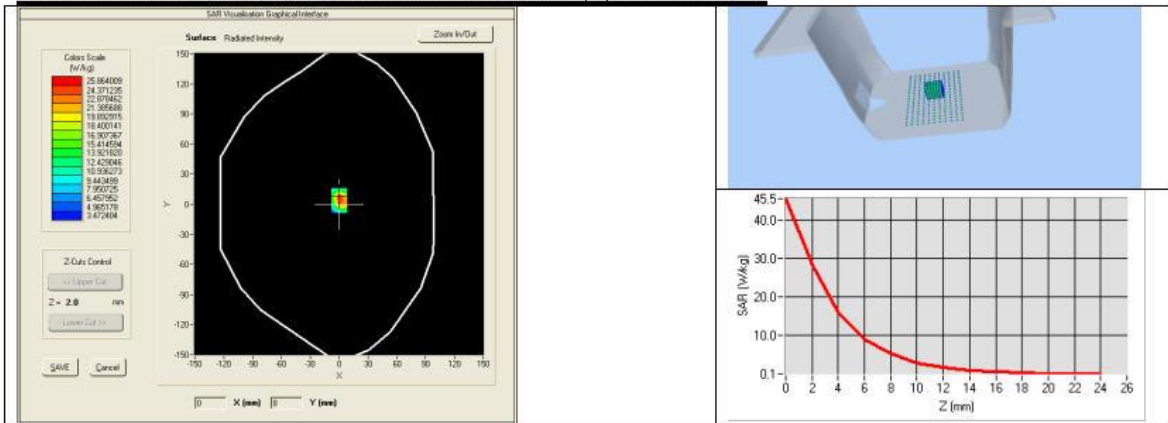 SAR Visualisation Graphical Interface
Surface Radiated Intensity
Zoom In/Out
Colors Scale
(W/kg)
25.864009
24.371235
22.878462
21.385688
19.892915
18.400141
16.907367
15.414594
13.921820
12.429046
10.936273
9.443499
7.950725
6.457952
4.965178
3.472404
150
120
90
60
30
0
-30
-60
-90
-120
-150
Y
-150 -120 -90 -60 -30 0 30 60 90 120 150
X
Z-Cuts Control
<< Upper Cut
Z = 2.0 mm
Lower Cut >>
SAVE Cancel
0 X (mm) 8 Y (mm)
45.5
40.0
30.0
20.0
10.0
0.1
SAR (W/kg)
0 2 4 6 8 10 12 14 16 18 20 22 24 26
Z (mm)